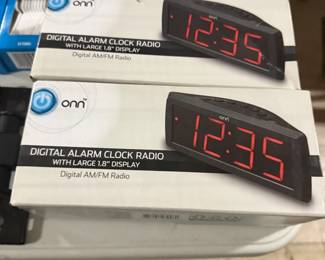 onn
12:35
DIGITAL ALARM CLOCK RADIO
WITH LARGE 1.8" DISPLAY
Digital AM/FM Radio
onn
12:35
DIGITAL ALARM CLOCK RADIO
WITH LARGE 1.8" DISPLAY
Digital AM/FM Radio